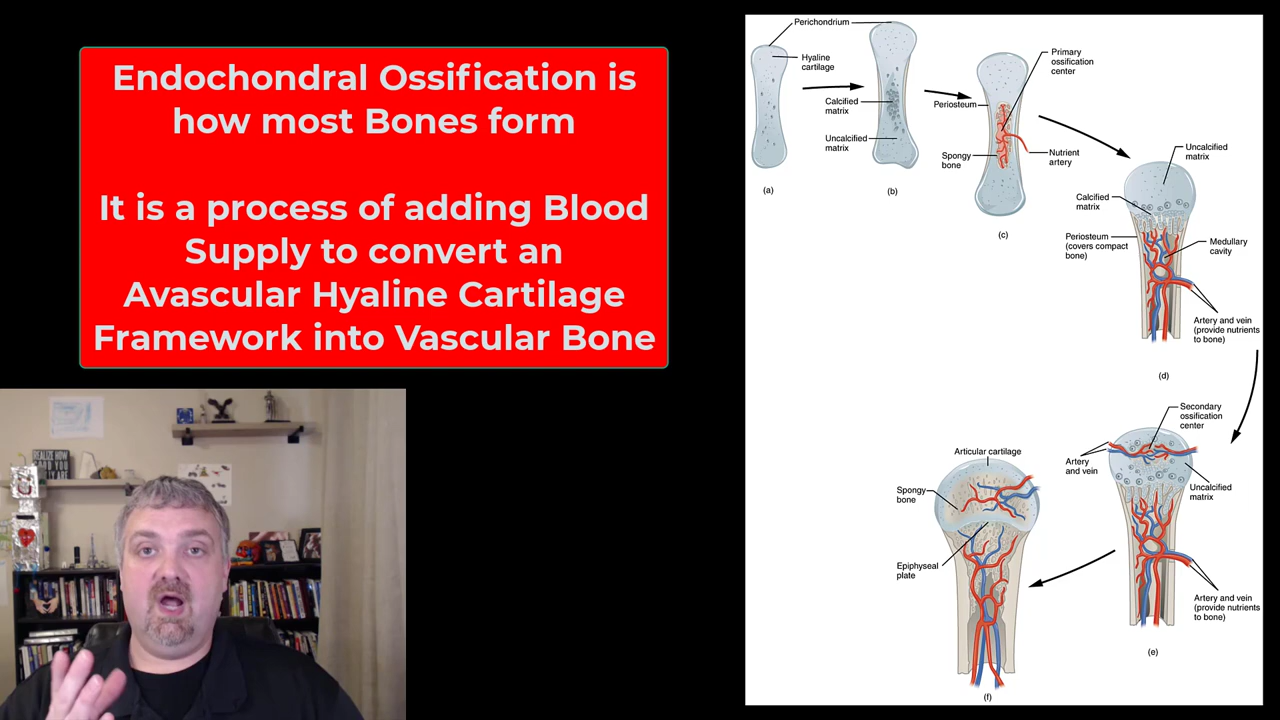 Endochondral Ossification is
how most Bones form
It is a process of adding Blood
Supply to convert an
Avascular Hyaline Cartilage
Framework into Vascular Bone
Perichondrium
Hyaline
cartilage
Calcified
matrix
Uncalcified
matrix
(a)
(b)
Primary
ossification
center
Periosteum
Spongy
bone
Nutrient
artery
(c)
Uncalcified
matrix
Calcified
matrix
Periosteum
(covers compact
bone)
Medullary
cavity
Artery and vein
(provide nutrients
to bone)
(d)
Secondary
ossification
center
Artery
and vein
Uncalcified
matrix
Artery and vein
(provide nutrients
to bone)
(e)
Articular cartilage
Spongy
bone
Epiphyseal
plate
(f)
REALIZE HOW